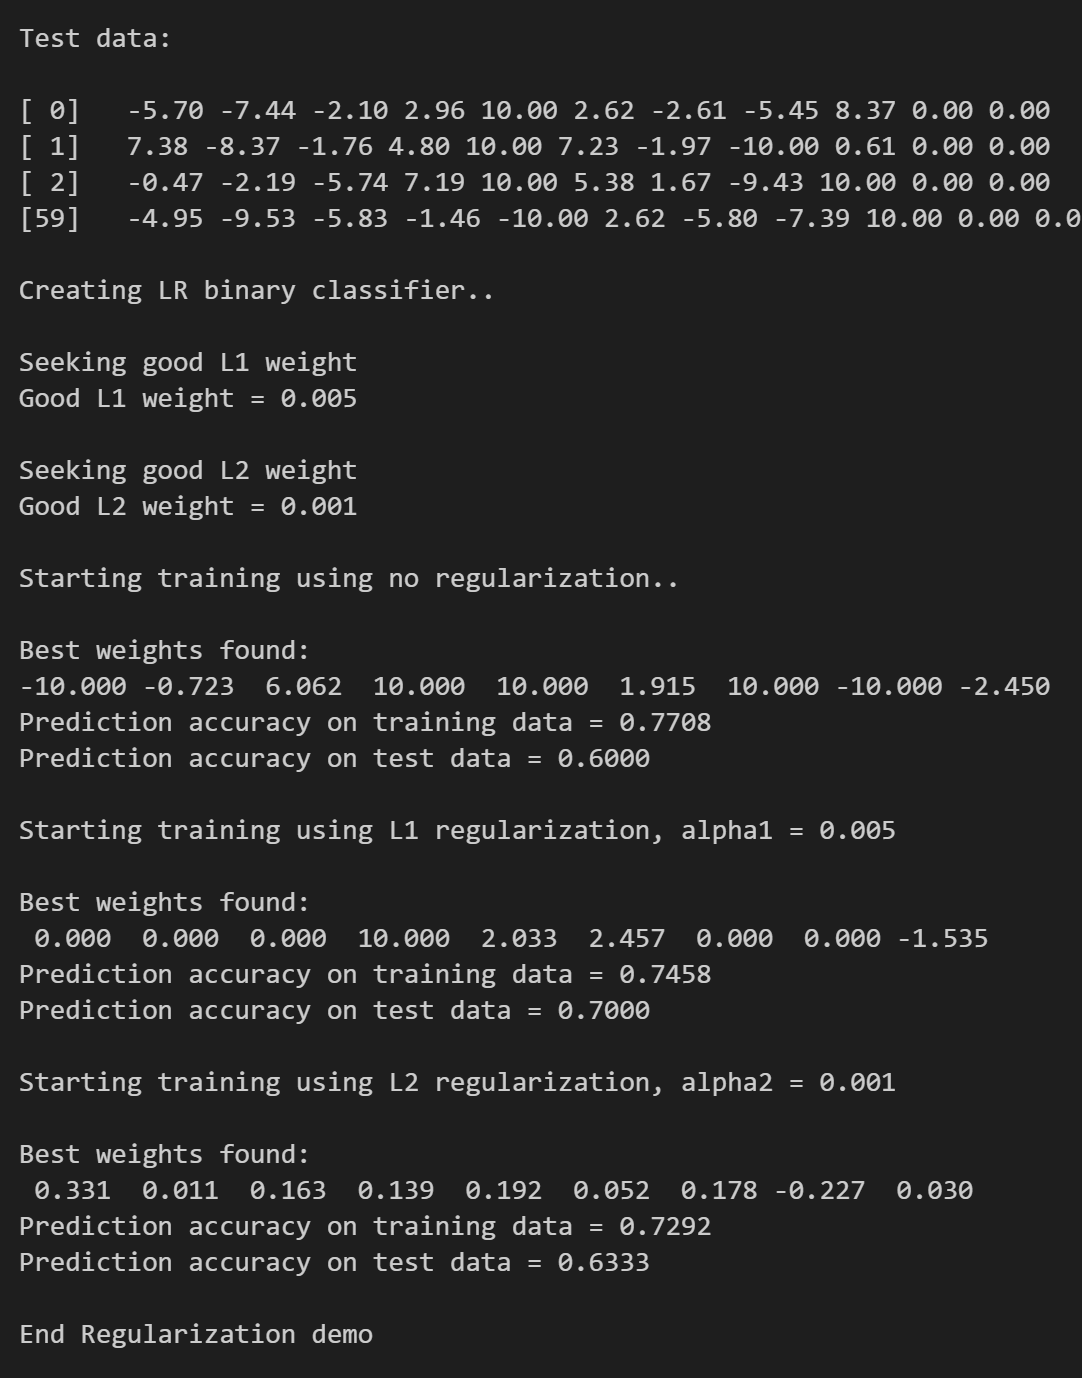 Test data:
[ 0]   -5.70 -7.44 -2.10 2.96 10.00 2.62 -2.61 -5.45 8.37 0.00 0.00
[ 1]   7.38 -8.37 -1.76 4.80 10.00 7.23 -1.97 -10.00 0.61 0.00 0.00
[ 2]   -0.47 -2.19 -5.74 7.19 10.00 5.38 1.67 -9.43 10.00 0.00 0.00
[59]   -4.95 -9.53 -5.83 -1.46 -10.00 2.62 -5.80 -7.39 10.00 0.00 0.0
Creating LR binary classifier..
Seeking good L1 weight
Good L1 weight = 0.005
Seeking good L2 weight
Good L2 weight = 0.001
Starting training using no regularization..
Best weights found:
-10.000 -0.723  6.062  10.000  10.000  1.915  10.000 -10.000 -2.450
Prediction accuracy on training data = 0.7708
Prediction accuracy on test data = 0.6000
Starting training using L1 regularization, alpha1 = 0.005
Best weights found:
 0.000  0.000  0.000  10.000  2.033  2.457  0.000  0.000 -1.535
Prediction accuracy on training data = 0.7458
Prediction accuracy on test data = 0.7000
Starting training using L2 regularization, alpha2 = 0.001
Best weights found:
 0.331  0.011  0.163  0.139  0.192  0.052  0.178 -0.227  0.030
Prediction accuracy on training data = 0.7292
Prediction accuracy on test data = 0.6333
End Regularization demo